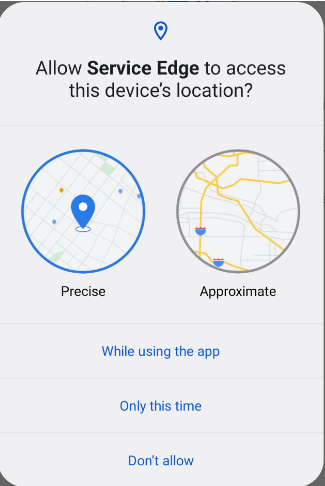 Allow Service Edge to access
this device's location?
Precise
Approximate
While using the app
Only this time
Don't allow